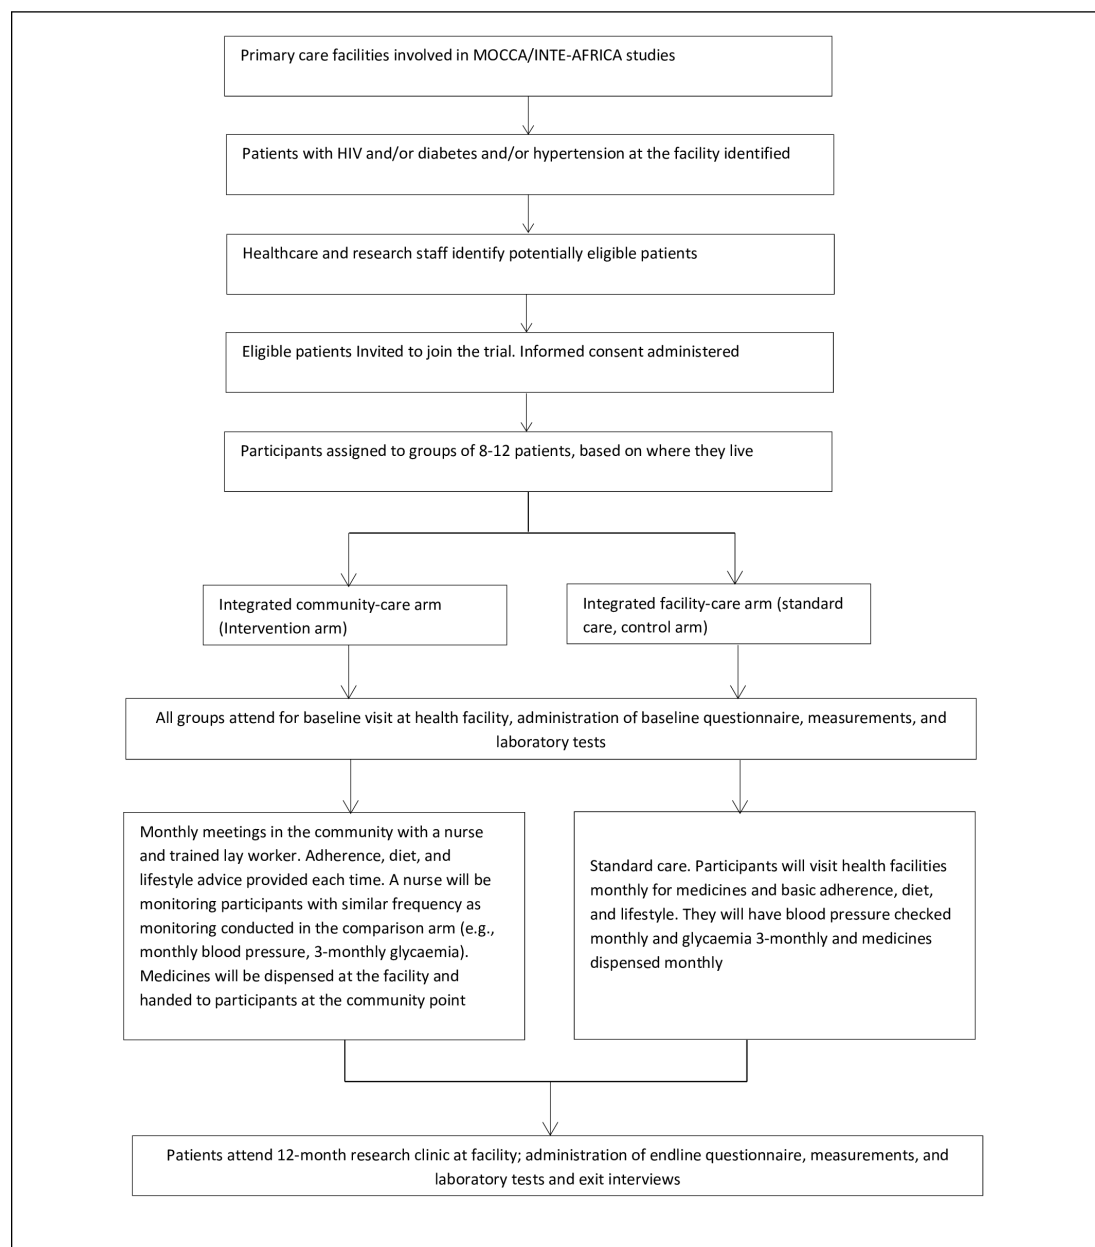 Primary care facilities involved in MOCCA/INTE-AFRICA studies
Patients with HIV and/or diabetes and/or hypertension at the facility identified
Healthcare and research staff identify potentially eligible patients
Eligible patients Invited to join the trial. Informed consent administered
Participants assigned to groups of 8-12 patients, based on where they live
Integrated community-care arm
(Intervention arm)
Integrated facility-care arm (standard
care, control arm)
All groups attend for baseline visit at health facility, administration of baseline questionnaire, measurements, and
laboratory tests
Monthly meetings in the community with a nurse
and trained lay worker. Adherence, diet, and
lifestyle advice provided each time. A nurse will be
monitoring participants with similar frequency as
monitoring conducted in the comparison arm (e.g.,
monthly blood pressure, 3-monthly glycaemia).
Medicines will be dispensed at the facility and
handed to participants at the community point
Standard care. Participants will visit health facilities
monthly for medicines and basic adherence, diet,
and lifestyle. They will have blood pressure checked
monthly and glycaemia 3-monthly and medicines
dispensed monthly
Patients attend 12-month research clinic at facility; administration of endline questionnaire, measurements, and
laboratory tests and exit interviews